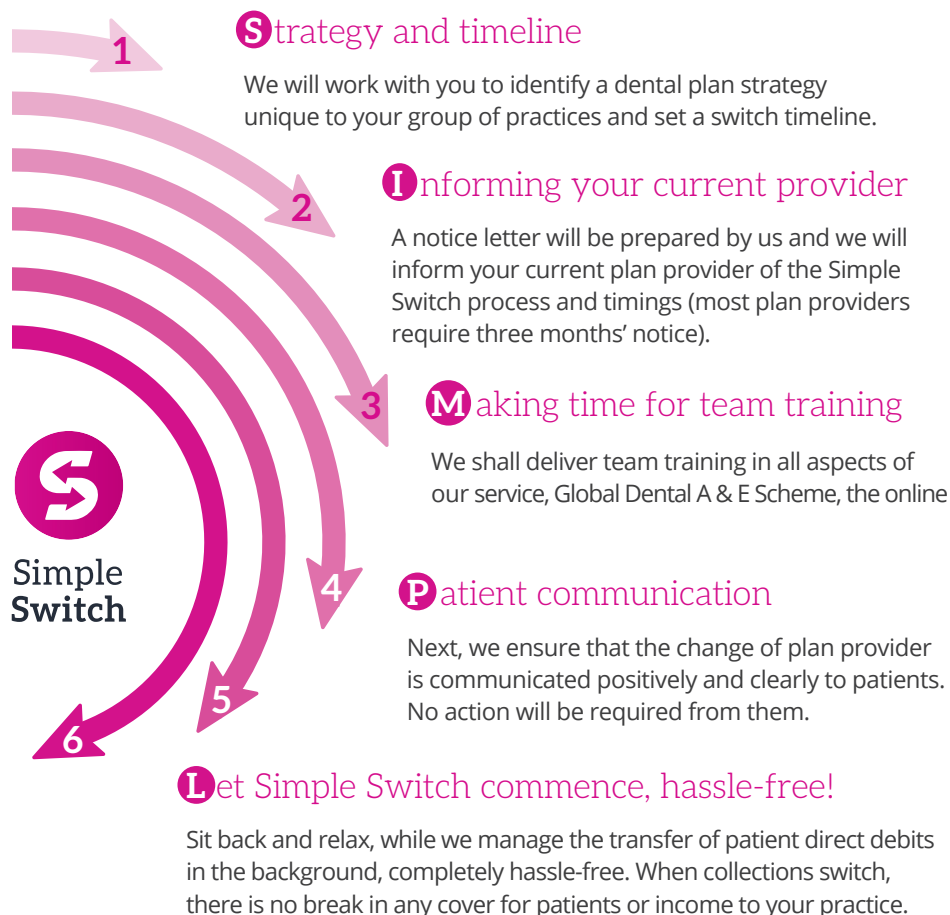 1
Strategy and timeline
We will work with you to identify a dental plan strategy
unique to your group of practices and set a switch timeline.
2
Informing your current provider
A notice letter will be prepared by us and we will
inform your current plan provider of the Simple
Switch process and timings (most plan providers
require three months’ notice).
3
Making time for team training
We shall deliver team training in all aspects of
our service, Global Dental A & E Scheme, the online
Simple
Switch
4
Patient communication
Next, we ensure that the change of plan provider
is communicated positively and clearly to patients.
No action will be required from them.
5
6
Let Simple Switch commence, hassle-free!
Sit back and relax, while we manage the transfer of patient direct debits
in the background, completely hassle-free. When collections switch,
there is no break in any cover for patients or income to your practice.